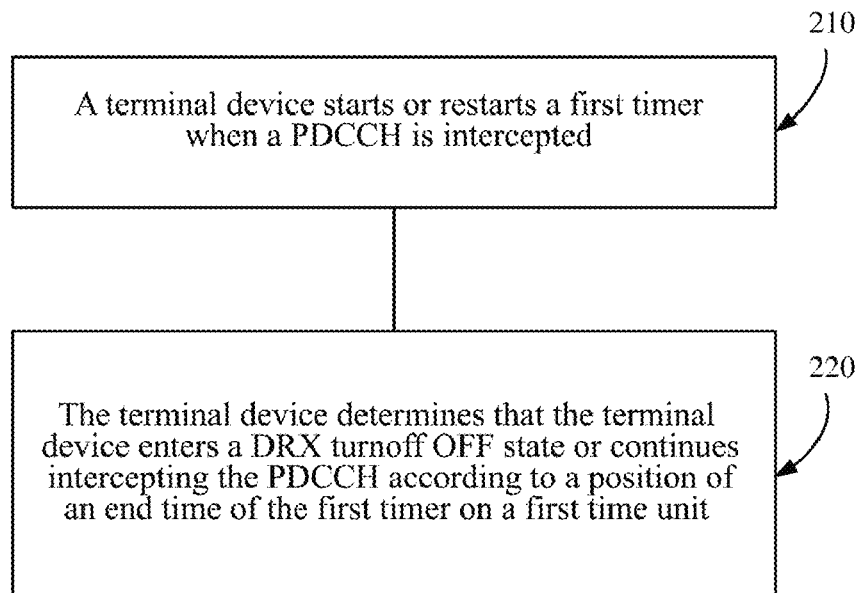 210
A terminal device starts or restarts a first timer
when a PDCCH is intercepted
220
The terminal device determines that the terminal
device enters a DRX turnoff OFF state or continues
intercepting the PDCCH according to a position of
an end time of the first timer on a first time unit